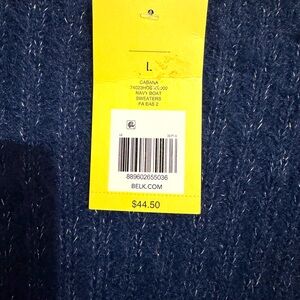 L
CABANA
NAVY BOAT
SWEATERS
889602655036
BELK.COM
$44.50